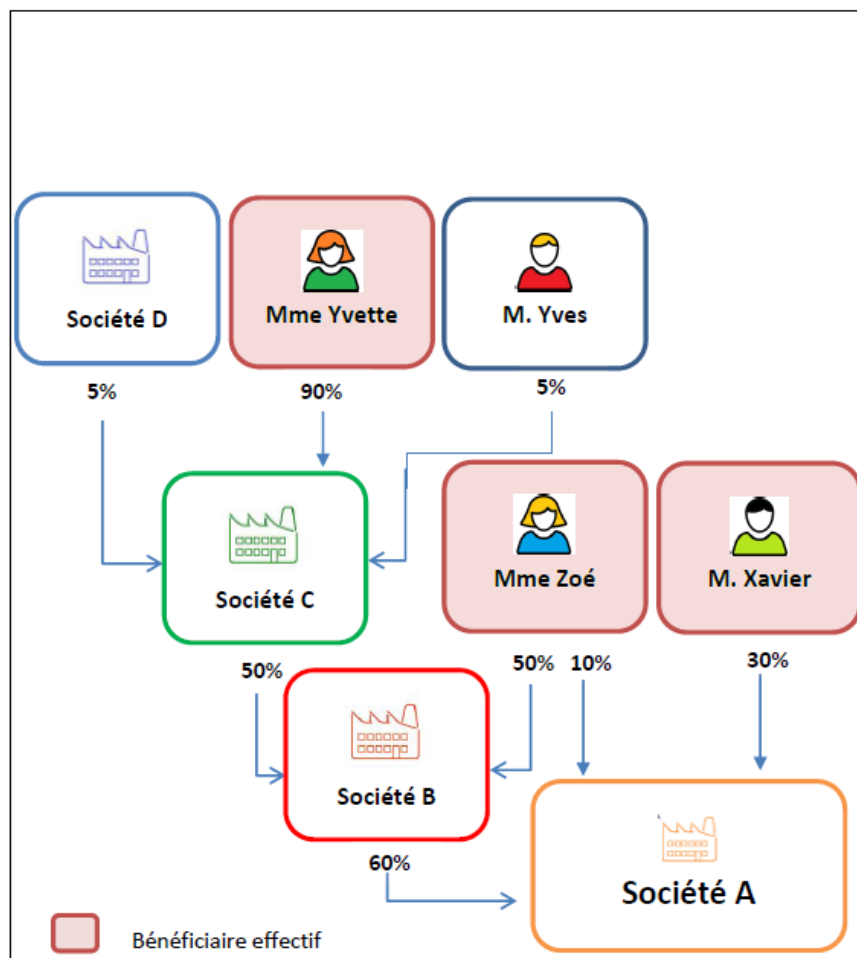 Société D
Mme Yvette
M. Yves
5%
90%
5%
Société C
Mme Zoé
M. Xavier
50%
50%
10%
30%
Société B
60%
Société A
Bénéficiaire effectif